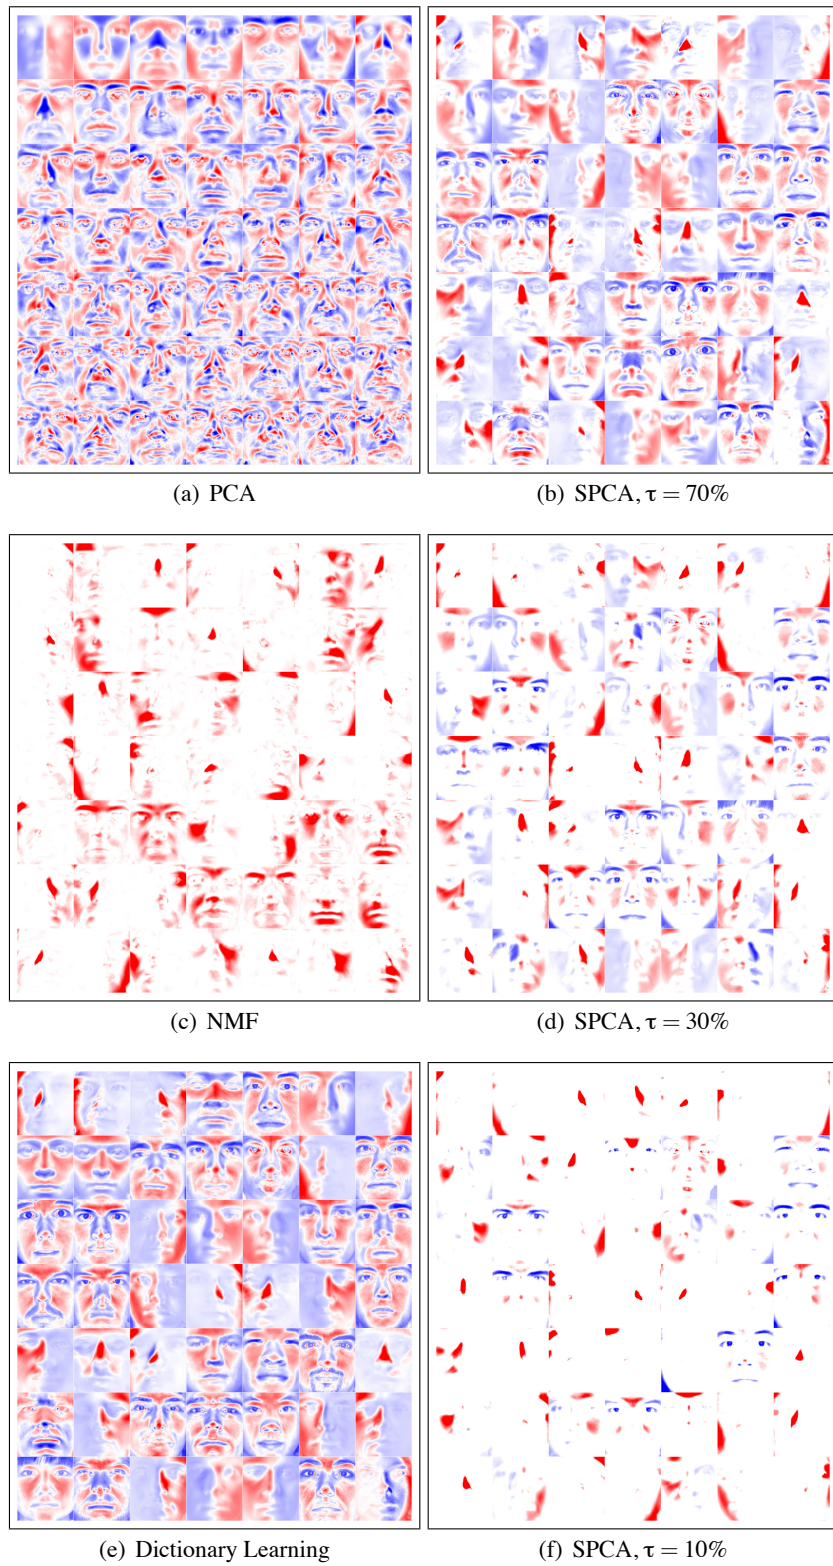 (a) PCA
(b) SPCA, τ = 70%
(c) NMF
(d) SPCA, τ = 30%
(e) Dictionary Learning
(f) SPCA, τ = 10%